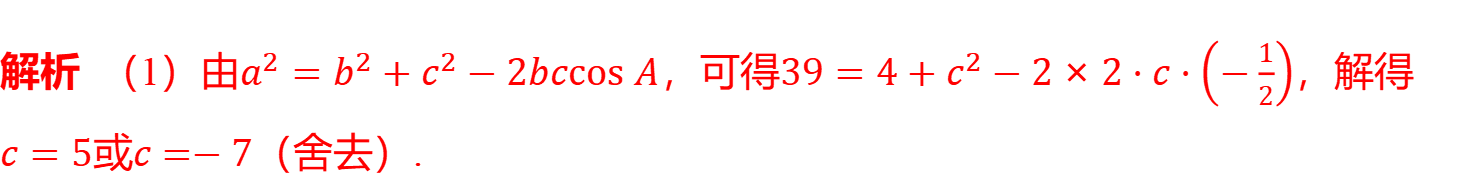 解析 （1）由𝑎² = 𝑏² + 𝑐² − 2𝑏𝑐cos 𝐴，可得39 = 4 + 𝑐² − 2 × 2 · 𝑐 · (−1/2)，解得
𝑐 = 5或𝑐 =− 7（舍去）.